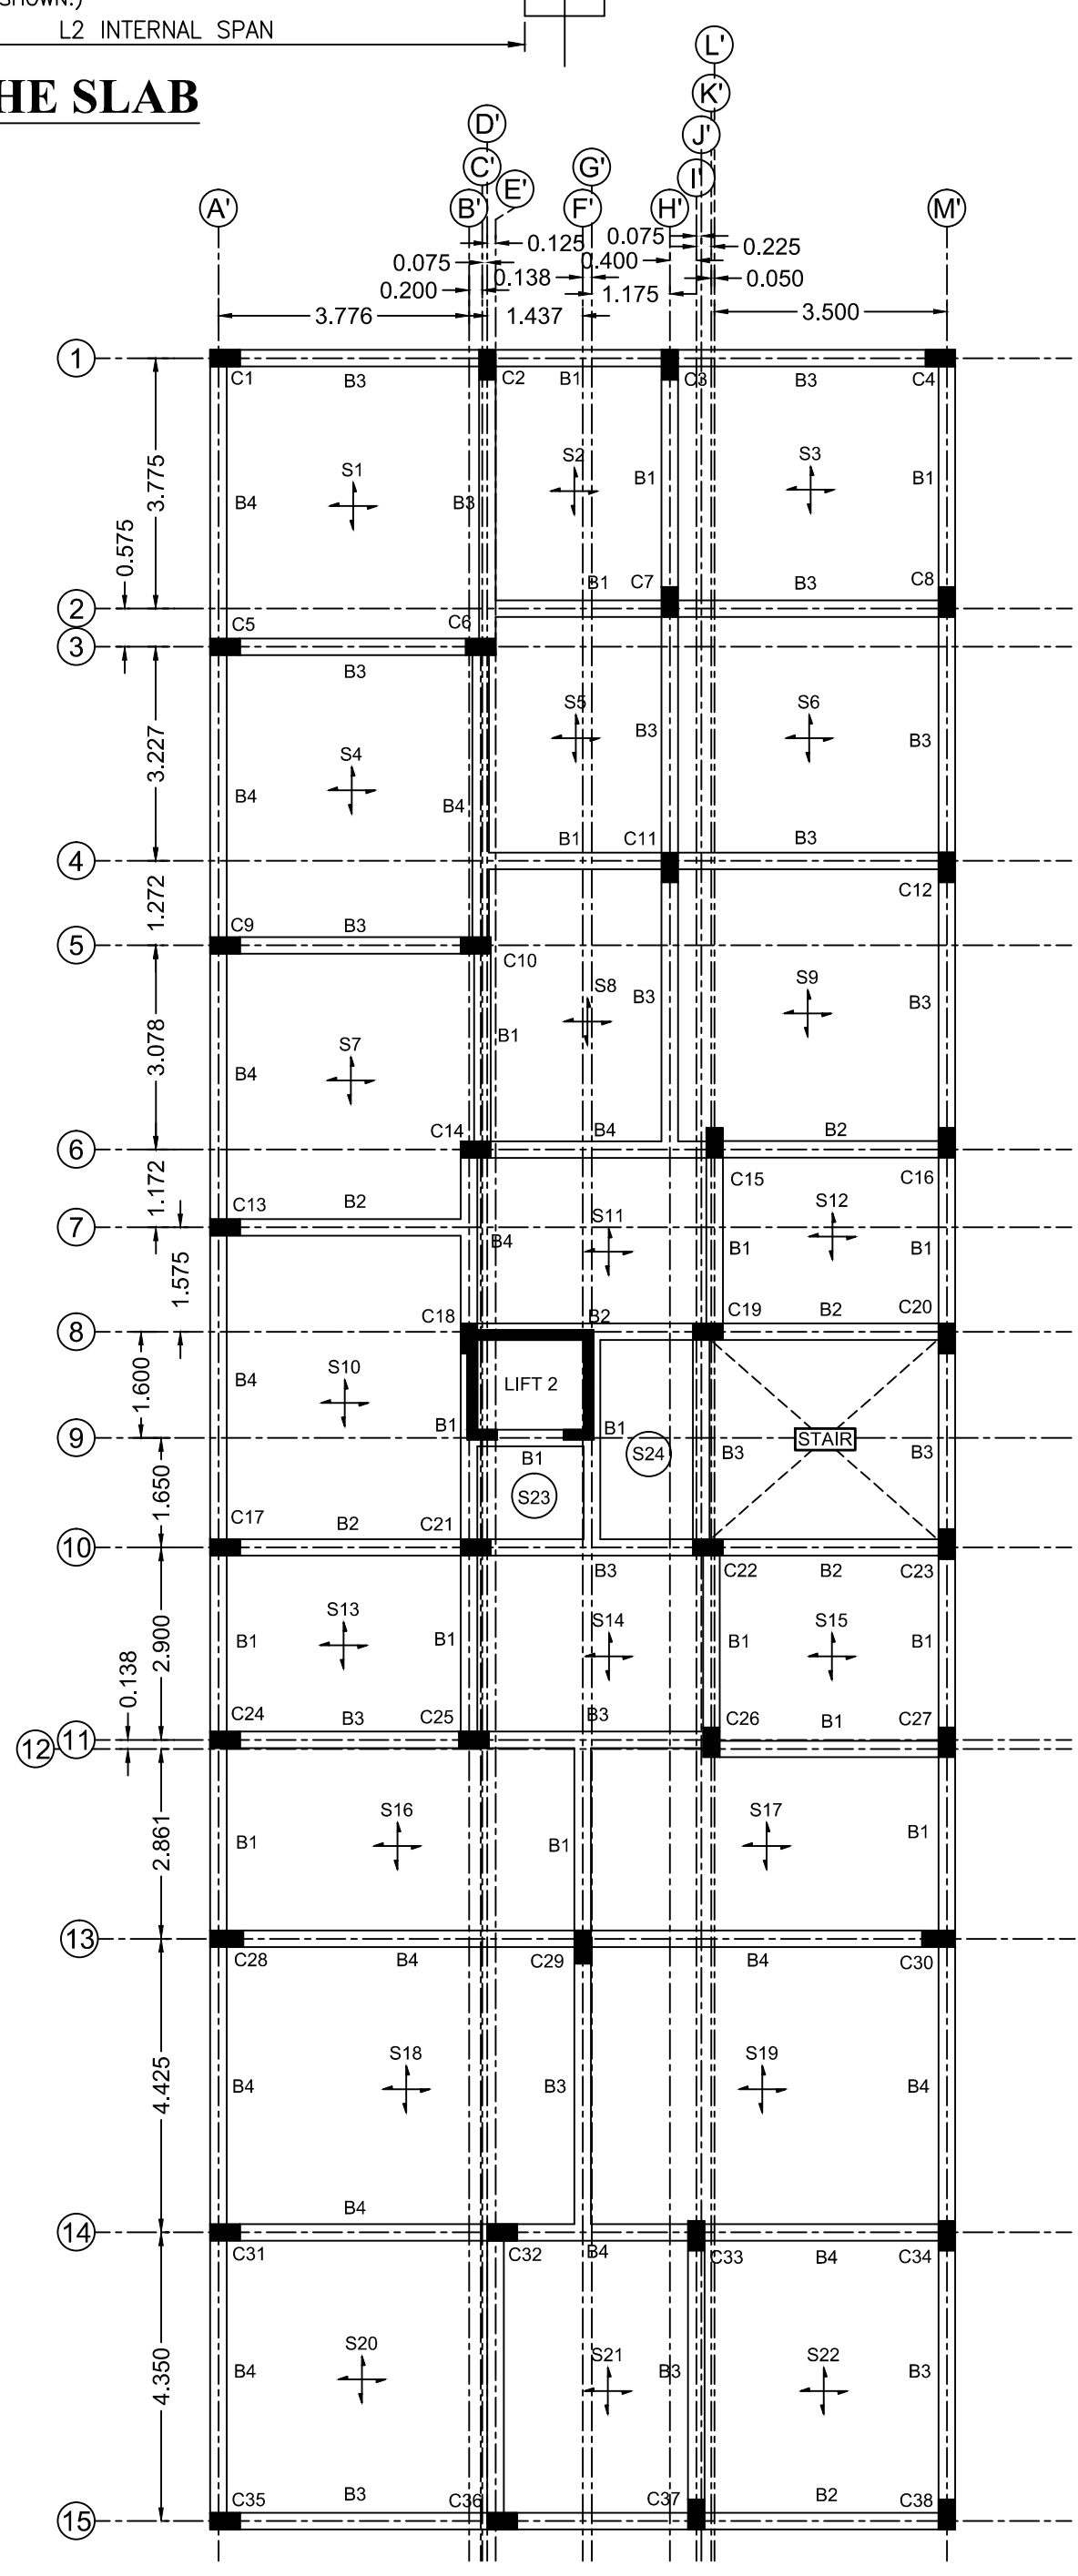 SHOWN.)
L2 INTERNAL SPAN
HE SLAB
L'
K'
D'
J'
C'
G'
I'
E'
A'
B'
F'
H'
M'
0.125
0.075
0.225
0.075
0.138
0.400
0.050
0.200
1.175
3.776
1.437
3.500
1
C1
B3
C2
B1
C3
B3
C4
S1
S2
S3
3.775
B4
B3
B1
B1
0.575
2
B1
C7
B3
C8
C5
C6
3
B3
S4
S5
S6
3.227
B4
B4
B3
B3
4
B1
C11
B3
C12
1.272
C9
B3
5
C10
S7
S8
S9
3.078
B4
B1
B3
B3
C14
B4
B2
6
C15
C16
1.172
C13
B2
S11
S12
7
B4
B1
B1
1.575
C18
B2
C19
B2
C20
8
S10
LIFT 2
1.600
B4
B1
B1
9
STAIR
B1
S24
B3
B3
1.650
S23
C17
B2
C21
10
B3
C22
B2
C23
S13
S14
S15
2.900
B1
B1
B1
B1
0.138
C24
B3
C25
B3
C26
B1
C27
11
12
S16
S17
2.861
B1
B1
B1
13
C28
B4
C29
B4
C30
S18
S19
4.425
B4
B3
B4
B4
14
C31
C32
B4
C33
B4
C34
S20
S21
S22
4.350
B4
B3
B3
C35
B3
C36
C37
B2
C38
15